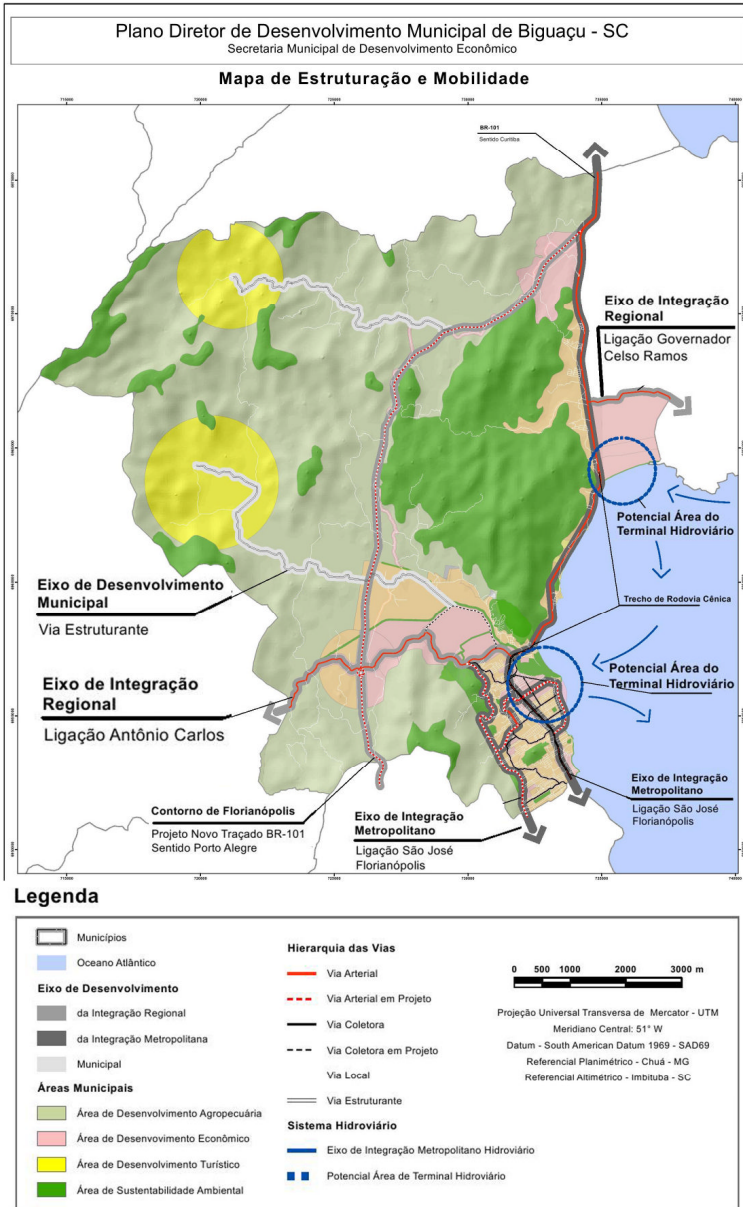 Plano Diretor de Desenvolvimento Municipal de Biguaçu - SC
Secretaria Municipal de Desenvolvimento Econômico
Mapa de Estruturação e Mobilidade
BR-101
Sentido Curitiba
Eixo de Integração
Regional
Ligação Governador
Celso Ramos
Potencial Área do
Terminal Hidroviário
Eixo de Desenvolvimento
Municipal
Via Estruturante
Trecho de Rodovia Cênica
Potencial Área do
Terminal Hidroviário
Eixo de Integração
Regional
Ligação Antônio Carlos
Eixo de Integração
Metropolitano
Ligação São José
Florianópolis
Contorno de Florianópolis
Projeto Novo Traçado BR-101
Sentido Porto Alegre
Eixo de Integração
Metropolitano
Ligação São José
Florianópolis
Legenda
Municípios
Oceano Atlântico
Eixo de Desenvolvimento
da Integração Regional
da Integração Metropolitana
Municipal
Áreas Municipais
Área de Desenvolvimento Agropecuária
Área de Desenvovimento Econômico
Área de Desenvolvimento Turístico
Área de Sustentabilidade Ambiental
Hierarquia das Vias
Via Arterial
Via Arterial em Projeto
Via Coletora
Via Coletora em Projeto
Via Local
Via Estruturante
Sistema Hidroviário
Eixo de Integração Metropolitano Hidroviário
Potencial Área de Terminal Hidroviário
0 500 1000 2000 3000 m
Projeção Universal Transversa de Mercator - UTM
Meridiano Central: 51° W
Datum - South American Datum 1969 - SAD69
Referencial Planimétrico - Chuá - MG
Referencial Altimétrico - Imbituba - SC